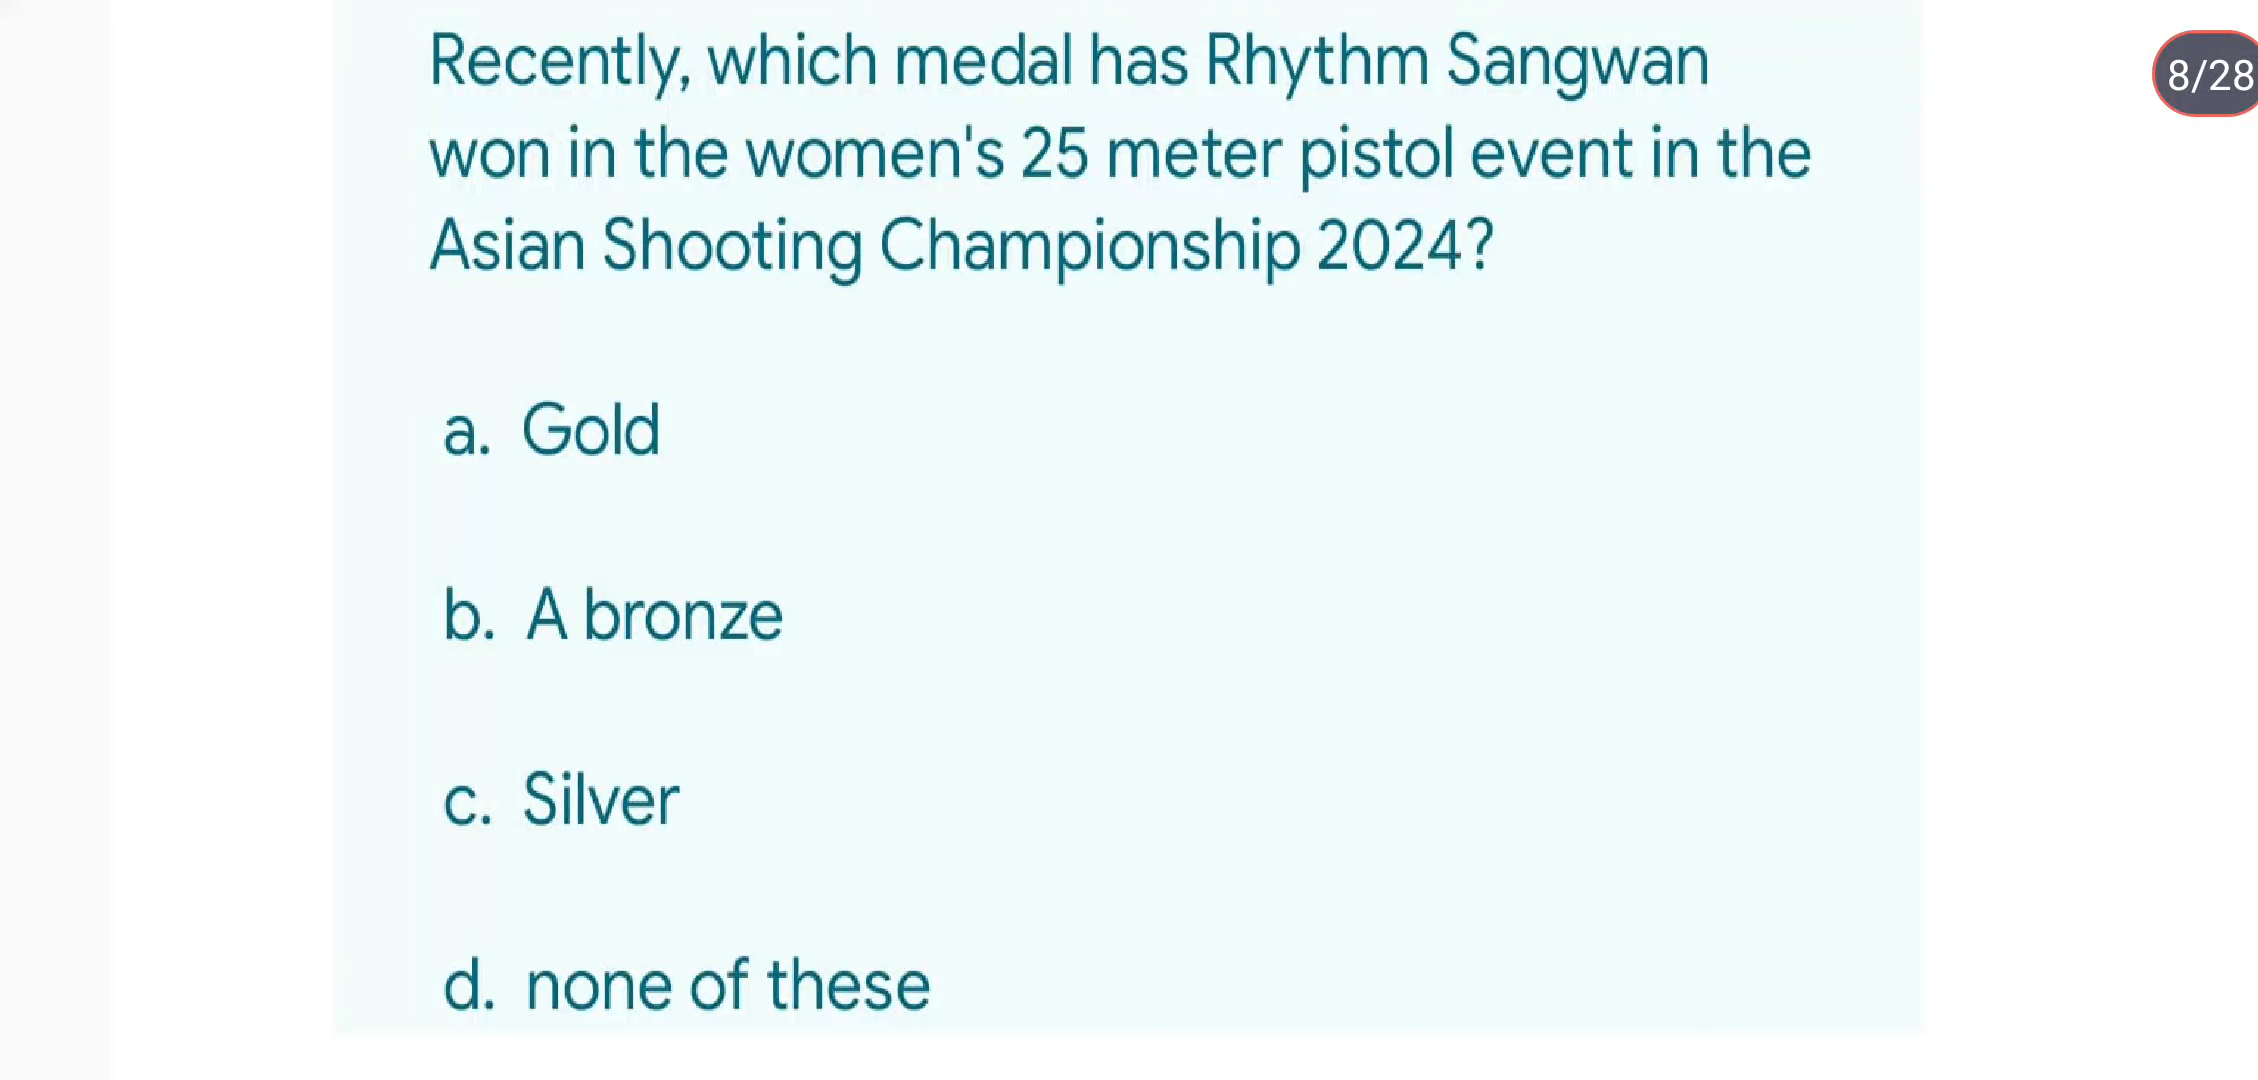 Recently, which medal has Rhythm Sangwan
8/28
won in the women's 25 meter pistol event in the
Asian Shooting Championship 2024?
a. Gold
b. A bronze
c. Silver
d. none of these